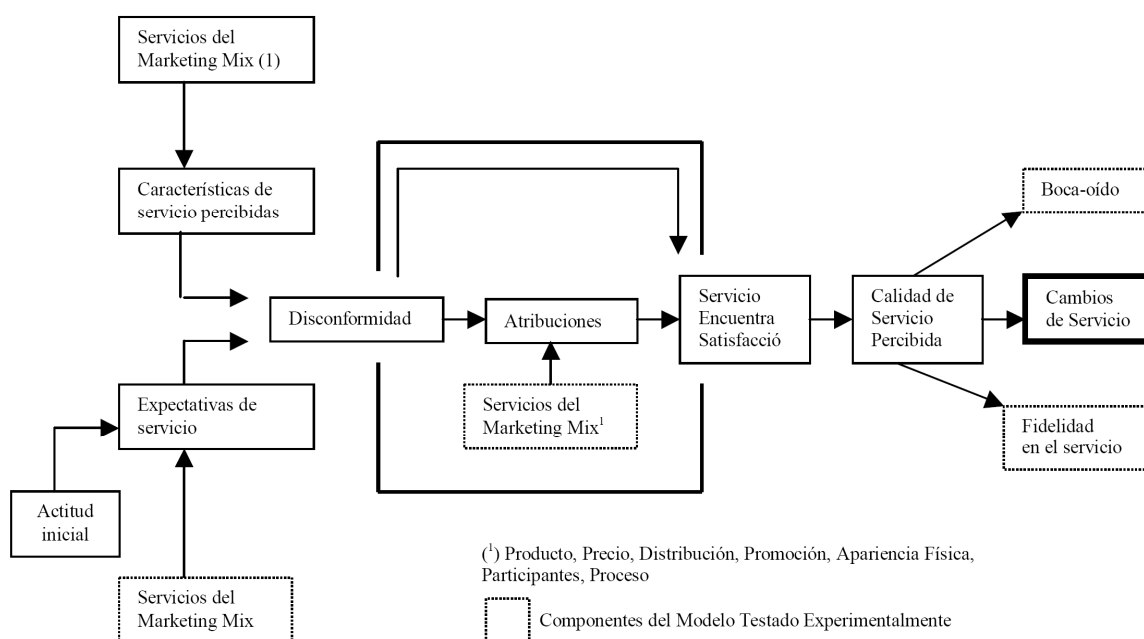 Servicios del
Marketing Mix (1)
Características de
servicio percibidas
Boca-oído
Disconformidad
Atribuciones
Servicio
Encuentra
Satisfacció
Calidad de
Servicio
Percibida
Cambios
de Servicio
Expectativas de
servicio
Servicios del
Marketing Mix¹
Fidelidad
en el servicio
Actitud
inicial
Servicios del
Marketing Mix
(¹) Producto, Precio, Distribución, Promoción, Apariencia Física,
Participantes, Proceso
Componentes del Modelo Testado Experimentalmente